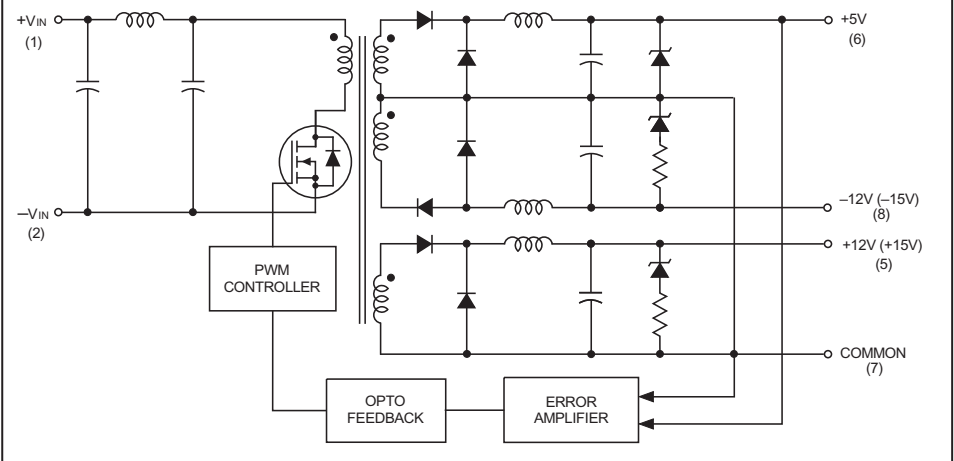 +VIN
(1)
+5V
(6)
–12V (–15V)
(8)
–VIN
(2)
+12V (+15V)
(5)
PWM
CONTROLLER
COMMON
(7)
OPTO
FEEDBACK
ERROR
AMPLIFIER